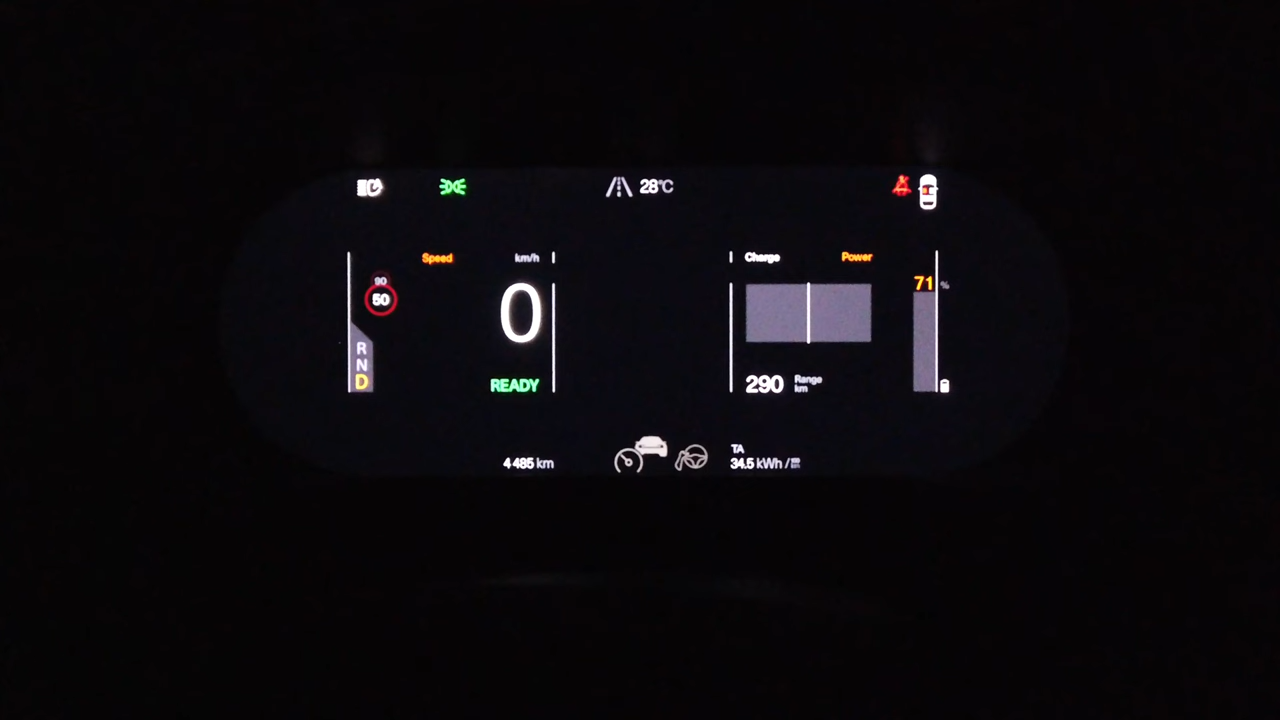 28°C
Speed km/h
Charge Power
90
50
0
71 %
R
N
D
READY
290 Range km
4 485 km
TA
34.5 kWh /